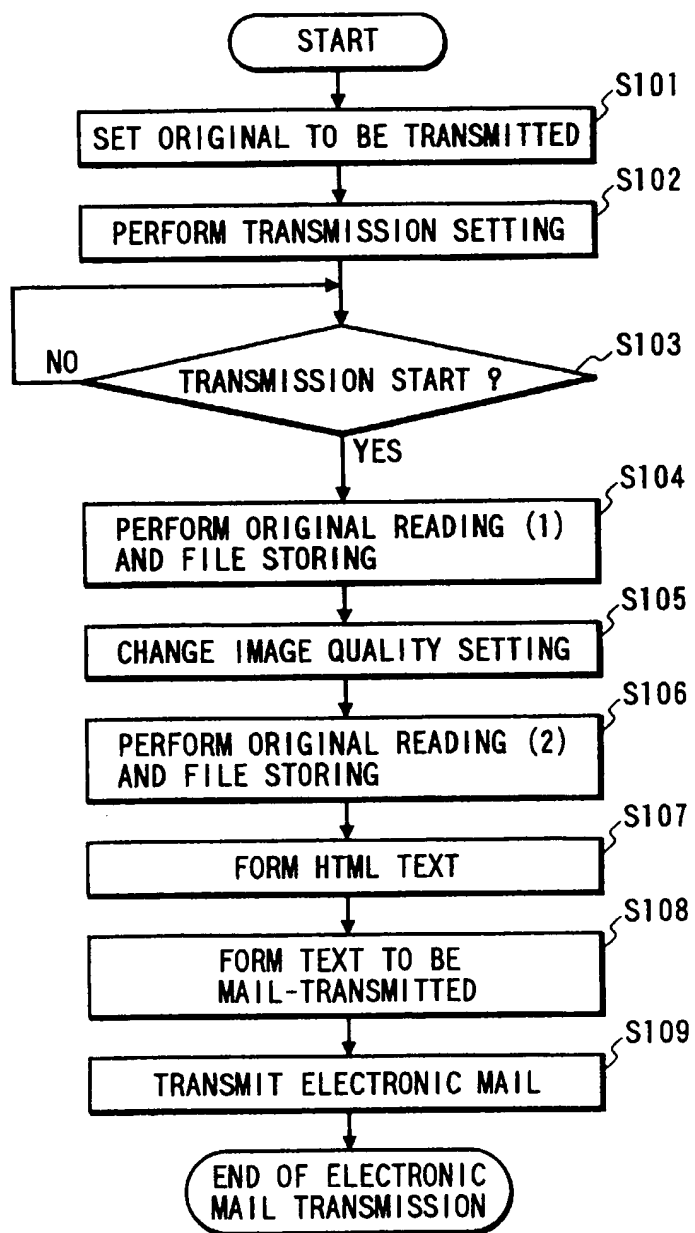 START
S101
SET ORIGINAL TO BE TRANSMITTED
S102
PERFORM TRANSMISSION SETTING
S103
NO
TRANSMISSION START ?
YES
S104
PERFORM ORIGINAL READING (1)
AND FILE STORING
S105
CHANGE IMAGE QUALITY SETTING
S106
PERFORM ORIGINAL READING (2)
AND FILE STORING
S107
FORM HTML TEXT
S108
FORM TEXT TO BE
MAIL-TRANSMITTED
S109
TRANSMIT ELECTRONIC MAIL
END OF ELECTRONIC
MAIL TRANSMISSION